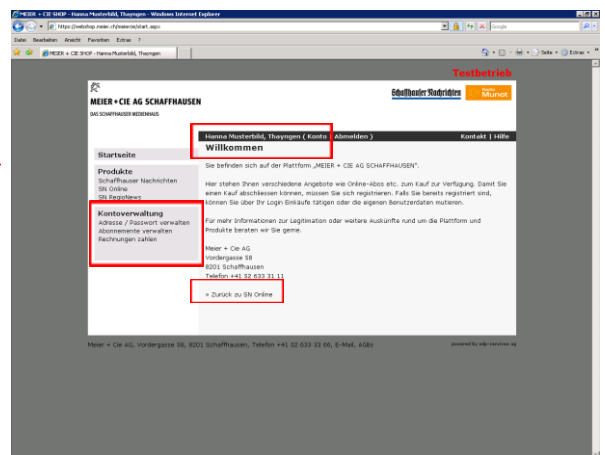 MEIER + CIE SHOP - Hanna Musterbild, Thayngen - Windows Internet Explorer
Google
Datei Bearbeiten Ansicht Favoriten Extras ?
MEIER + CIE SHOP - Hanna Musterbild, Thayngen
Seite Extras
Testbetrieb
MEIER+CIE AG SCHAFFHAUSEN
DAS SCHAFFHAUSER MEDIENHAUS
Schaffhauser Nachrichten
Radio Munot
Hanna Musterbild, Thayngen ( Konto Abmelden ) Kontakt | Hilfe
Willkommen
Startseite
Sie befinden sich auf der Plattform „MEIER + CIE AG SCHAFFHAUSEN“.
Produkte
Schaffhauser Nachrichten
SN Online
SN RegioNews
Hier stehen Ihnen verschiedene Angebote wie Online-Abos etc. zum Kauf zur Verfügung. Damit Sie
einen Kauf abschliessen können, müssen Sie sich registrieren. Falls Sie bereits registriert sind,
können Sie über Ihr Login Einkäufe tätigen oder die eigenen Benutzerdaten mutieren.
Kontoverwaltung
Adresse / Passwort verwalten
Abonnemente verwalten
Rechnungen zahlen
Für mehr Informationen zur Legitimation oder weitere Auskünfte rund um die Plattform und
Produkte beraten wir Sie gerne.
Meier + Cie AG
Vordergasse 58
8201 Schaffhausen
Telefon +41 52 633 31 11
» Zurück zu SN Online
Meier + Cie AG, Vordergasse 58, 8201 Schaffhausen, Telefon +41 52 633 33 66, E-Mail, AGBs